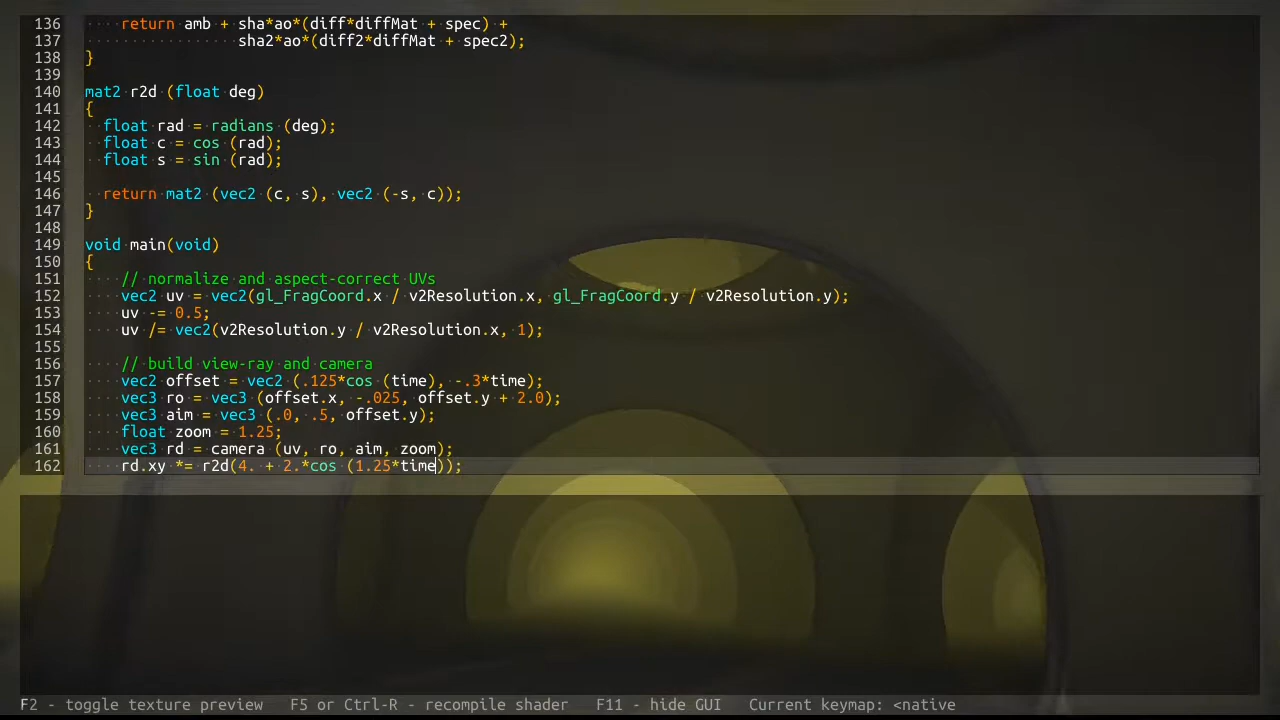 136     return amb + sha*ao*(diff*diffMat + spec) +
137                  sha2*ao*(diff2*diffMat + spec2);
138 }
139
140 mat2 r2d (float deg)
141 {
142   float rad = radians (deg);
143   float c = cos (rad);
144   float s = sin (rad);
145
146   return mat2 (vec2 (c, s), vec2 (-s, c));
147 }
148
149 void main(void)
150 {
151     // normalize and aspect-correct UVs
152     vec2 uv = vec2(gl_FragCoord.x / v2Resolution.x, gl_FragCoord.y / v2Resolution.y);
153     uv -= 0.5;
154     uv /= vec2(v2Resolution.y / v2Resolution.x, 1);
155
156     // build view-ray and camera
157     vec2 offset = vec2 (.125*cos (time), -.3*time);
158     vec3 ro = vec3 (offset.x, -.025, offset.y + 2.0);
159     vec3 aim = vec3 (.0, .5, offset.y);
160     float zoom = 1.25;
161     vec3 rd = camera (uv, ro, aim, zoom);
162     rd.xy *= r2d(4. + 2.*cos (1.25*time));
F2 - toggle texture preview   F5 or Ctrl-R - recompile shader   F11 - hide GUI   Current keymap: <native